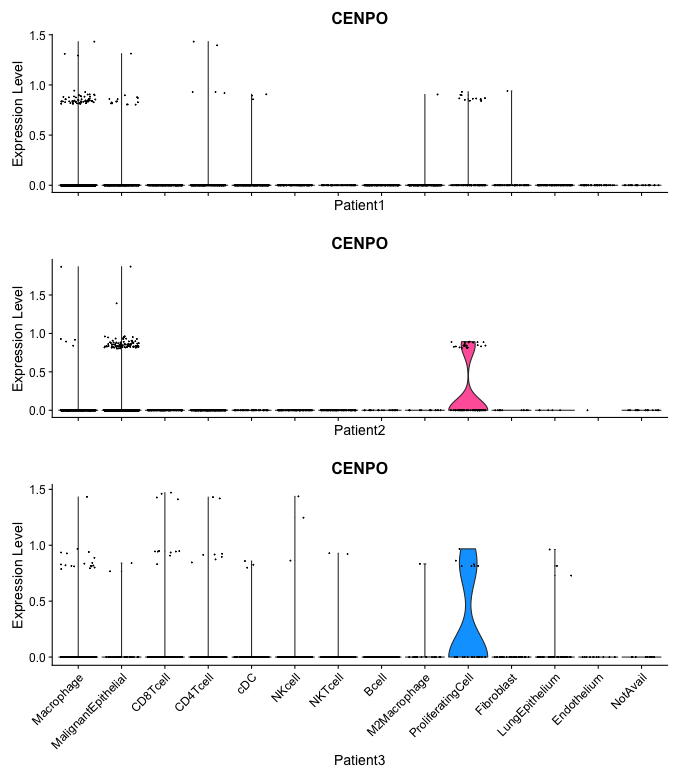 CENPO
Expression Level
1.5
1.0
0.5
0.0
Patient1
CENPO
Expression Level
1.5
1.0
0.5
0.0
Patient2
CENPO
Expression Level
1.5
1.0
0.5
0.0
Macrophage
MalignantEpithelial
CD8Tcell
CD4Tcell
cDC
NKcell
NKTcell
Bcell
M2Macrophage
ProliferatingCell
Fibroblast
LungEpithelium
Endothelium
NotAvail
Patient3